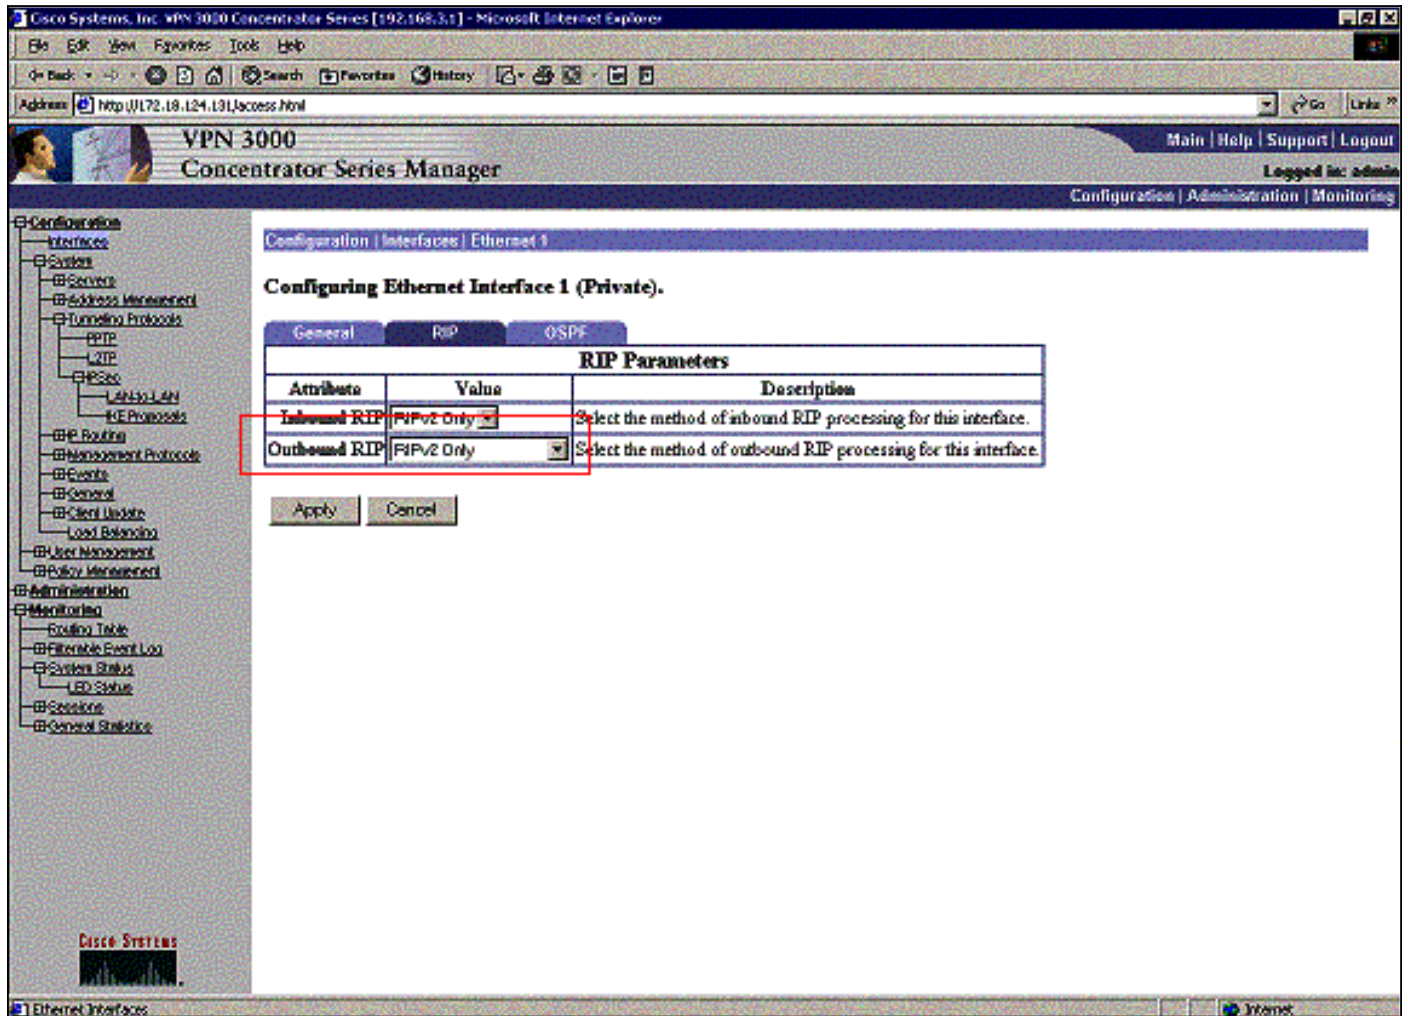 Cisco Systems, Inc. VPN 3000 Concentrator Series [192.168.3.1] - Microsoft Internet Explorer
File Edit View Favorites Tools Help
Back Search Favorites History
Address http://172.18.124.131/access.html Go Links »
VPN 3000
Concentrator Series Manager
Main | Help | Support | Logout
Logged in: admin
Configuration | Administration | Monitoring
Configuration
Interfaces
System
Servers
Address Management
Tunneling Protocols
PPTP
L2TP
IPSec
LAN-to-LAN
IKE Proposals
IP Routing
Management Protocols
Events
General
Client Update
Load Balancing
User Management
Policy Management
Administration
Monitoring
Routing Table
Filterable Event Log
System Status
LED Status
Sessions
General Statistics
CISCO SYSTEMS
Configuration | Interfaces | Ethernet 1
Configuring Ethernet Interface 1 (Private).
General RIP OSPF
RIP Parameters
Attribute Value Description
Inbound RIP RIPv2 Only Select the method of inbound RIP processing for this interface.
Outbound RIP RIPv2 Only Select the method of outbound RIP processing for this interface.
Apply Cancel
Ethernet Interfaces Internet